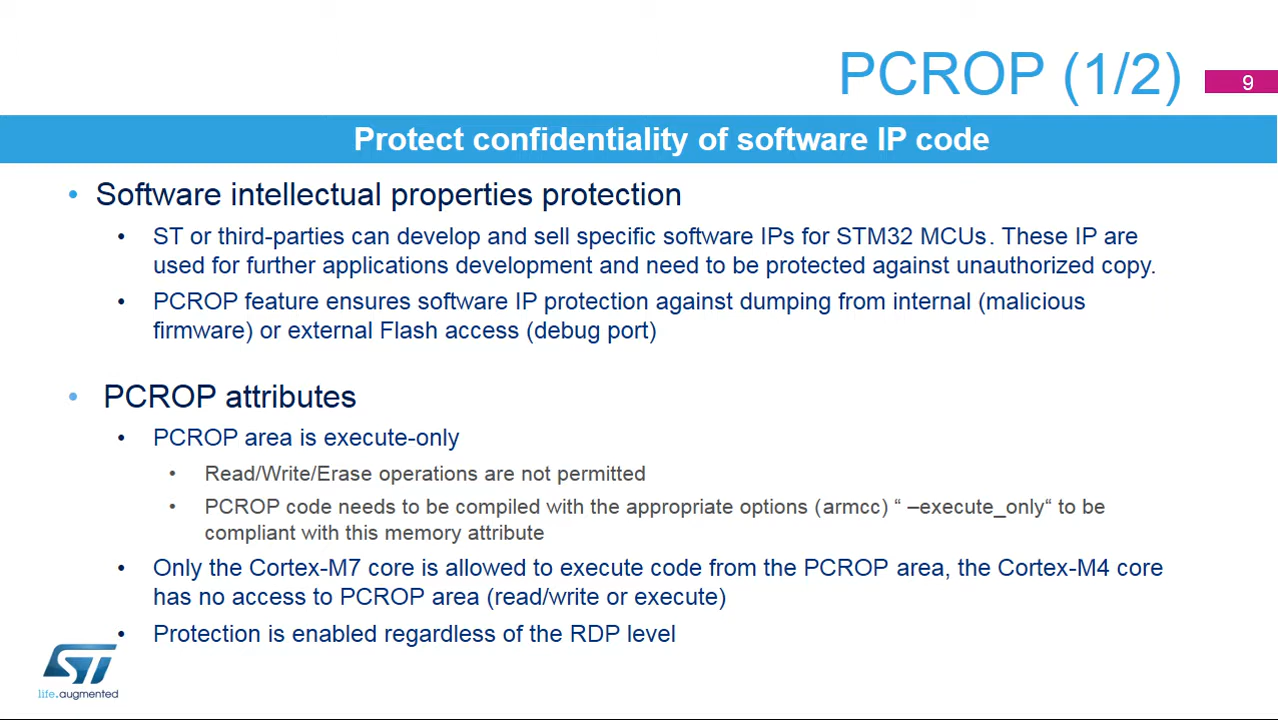 PCROP (1/2)
9
Protect confidentiality of software IP code
• Software intellectual properties protection
• ST or third-parties can develop and sell specific software IPs for STM32 MCUs. These IP are
used for further applications development and need to be protected against unauthorized copy.
• PCROP feature ensures software IP protection against dumping from internal (malicious
firmware) or external Flash access (debug port)
• PCROP attributes
• PCROP area is execute-only
• Read/Write/Erase operations are not permitted
• PCROP code needs to be compiled with the appropriate options (armcc) “ –execute_only“ to be
compliant with this memory attribute
• Only the Cortex-M7 core is allowed to execute code from the PCROP area, the Cortex-M4 core
has no access to PCROP area (read/write or execute)
• Protection is enabled regardless of the RDP level
ST
life.augmented